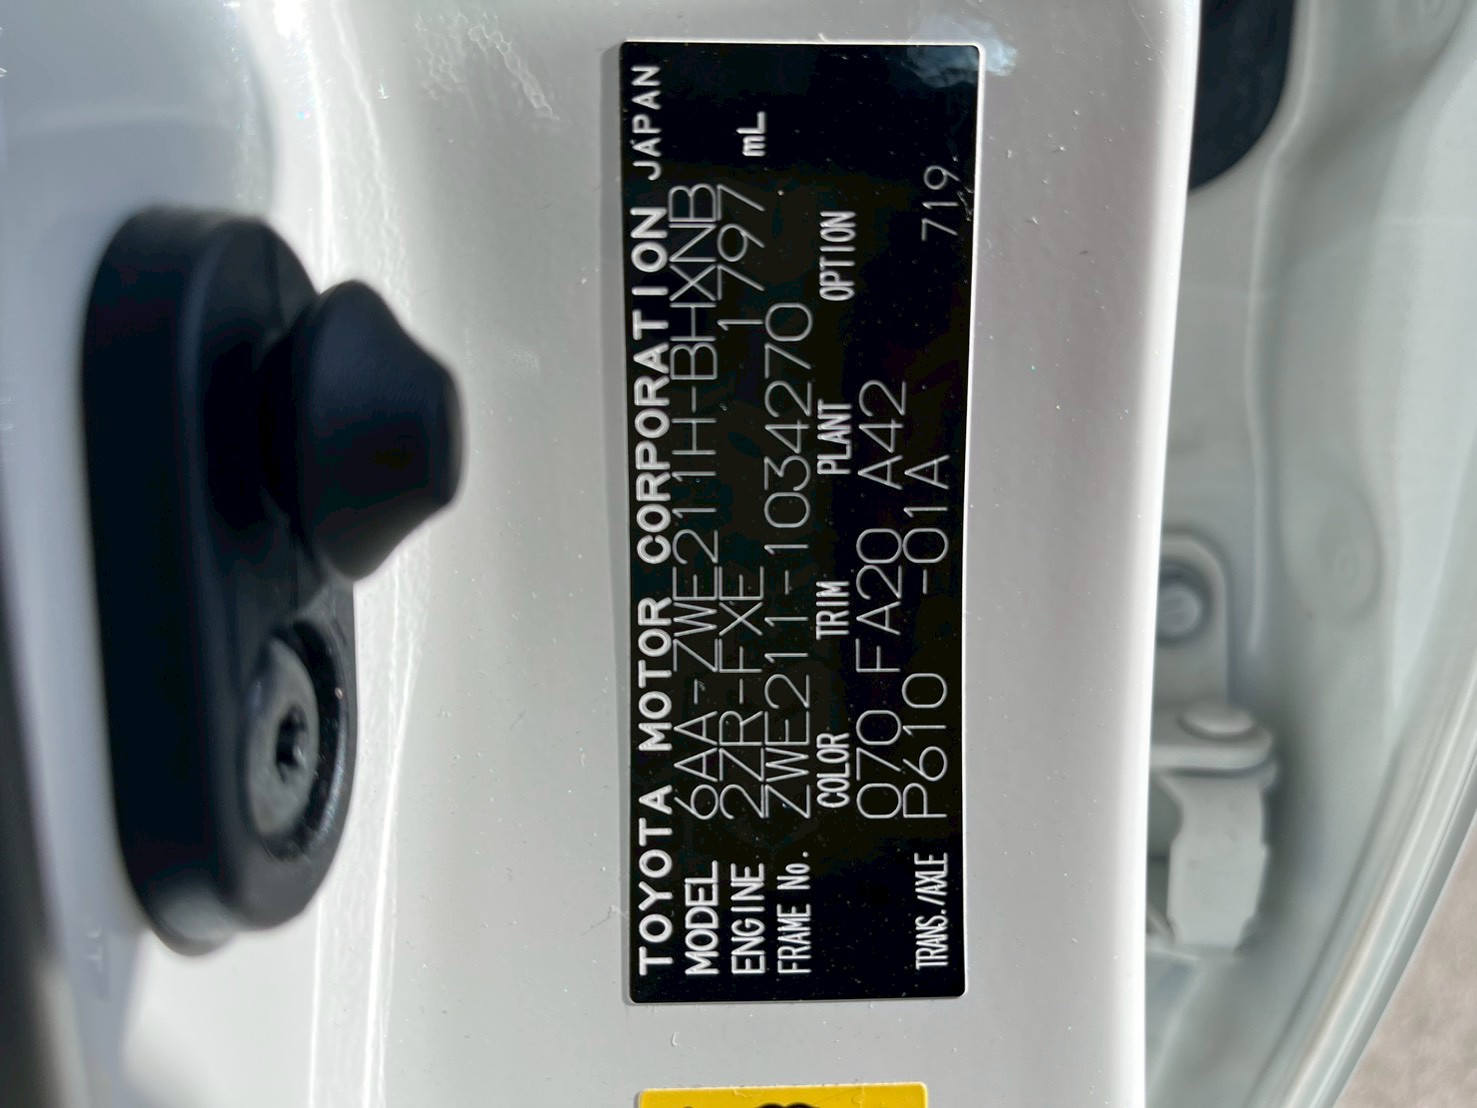 TOYOTA MOTOR CORPORATION JAPAN
MODEL 6AA-ZWE211H-BHXNB
ENGINE 2ZR-FXE 1797 mL
FRAME No. ZWE211-1034270
COLOR TRIM PLANT OPTION
070 FA20 A42
TRANS./AXLE P610 -01A 719